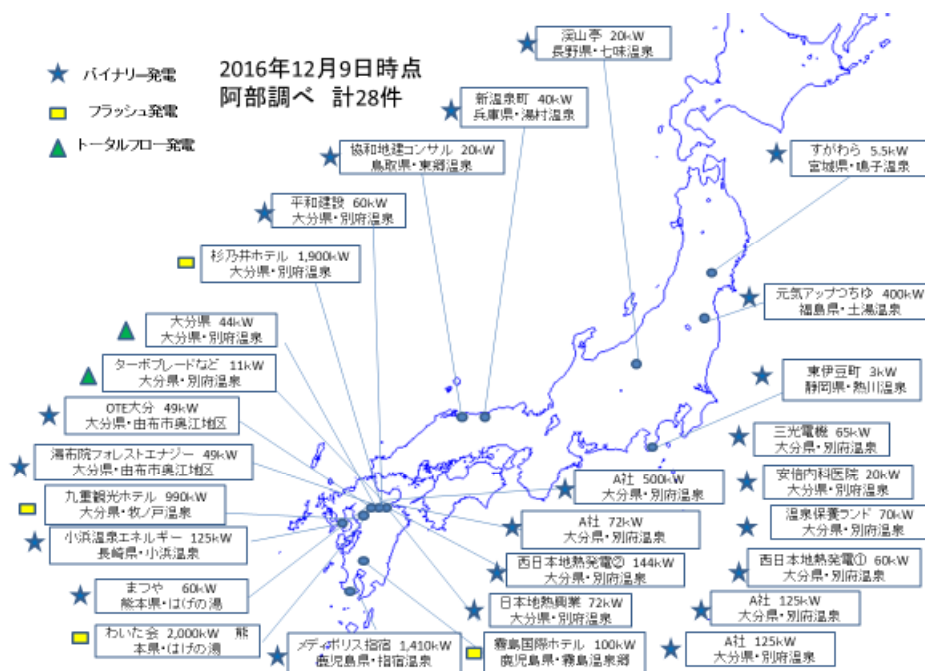 バイナリー発電
フラッシュ発電
トータルフロー発電
2016年12月9日時点
阿部調べ 計28件
渓山亭 20kW
長野県・七味温泉
新温泉町 40kW
兵庫県・湯村温泉
協和地建コンサル 20kW
鳥取県・東郷温泉
すがわら 5.5kW
宮城県・鳴子温泉
平和建設 60kW
大分県・別府温泉
杉乃井ホテル 1,900kW
大分県・別府温泉
元気アップつちゆ 400kW
福島県・土湯温泉
大分県 44kW
大分県・別府温泉
ターボブレードなど 11kW
大分県・別府温泉
東伊豆町 3kW
静岡県・熱川温泉
OTE大分 49kW
大分県・由布市奥江地区
三光電機 65kW
大分県・別府温泉
湯布院フォレストエナジー 49kW
大分県・由布市奥江地区
A社 500kW
大分県・別府温泉
安倍内科医院 20kW
大分県・別府温泉
九重観光ホテル 990kW
大分県・牧ノ戸温泉
A社 72kW
大分県・別府温泉
温泉保養ランド 70kW
大分県・別府温泉
小浜温泉エネルギー 125kW
長崎県・小浜温泉
西日本地熱発電② 144kW
大分県・別府温泉
西日本地熱発電① 60kW
大分県・別府温泉
まつや 60kW
熊本県・はげの湯
日本地熱興業 72kW
大分県・別府温泉
A社 125kW
大分県・別府温泉
わいた会 2,000kW 熊
本県・はげの湯
メディポリス指宿 1,410kW
鹿児島県・指宿温泉
霧島国際ホテル 100kW
鹿児島県・霧島温泉郷
A社 125kW
大分県・別府温泉